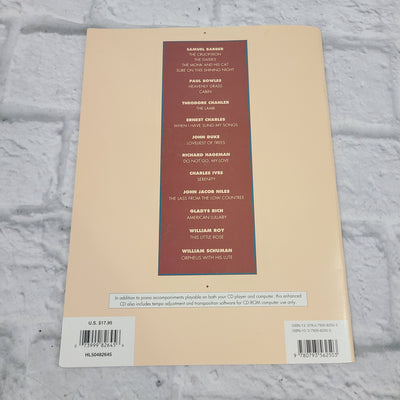 SAMUEL BARBER
THE CRUCIFIXION
THE DAISIES
THE MONK AND HIS CAT
SURE ON THIS SHINING NIGHT
PAUL BOWLES
HEAVENLY GRASS
CABIN
THEODORE CHANLER
THE LAMB
ERNEST CHARLES
WHEN I HAVE SUNG MY SONGS
JOHN DUKE
LOVELIEST OF TREES
RICHARD HAGEMAN
DO NOT GO, MY LOVE
CHARLES IVES
SERENITY
JOHN JACOB NILES
THE LASS FROM THE LOW COUNTREE
GLADYS RICH
AMERICAN LULLABY
WILLIAM ROY
THIS LITTLE ROSE
WILLIAM SCHUMAN
ORPHEUS WITH HIS LUTE
In addition to piano accompaniments playable on both your CD player and computer, this enhanced
CD also includes tempo adjustment and transposition software for CD-ROM computer use only.
U.S. $17.95
73999 82645
HL50482645
9 780793 562503